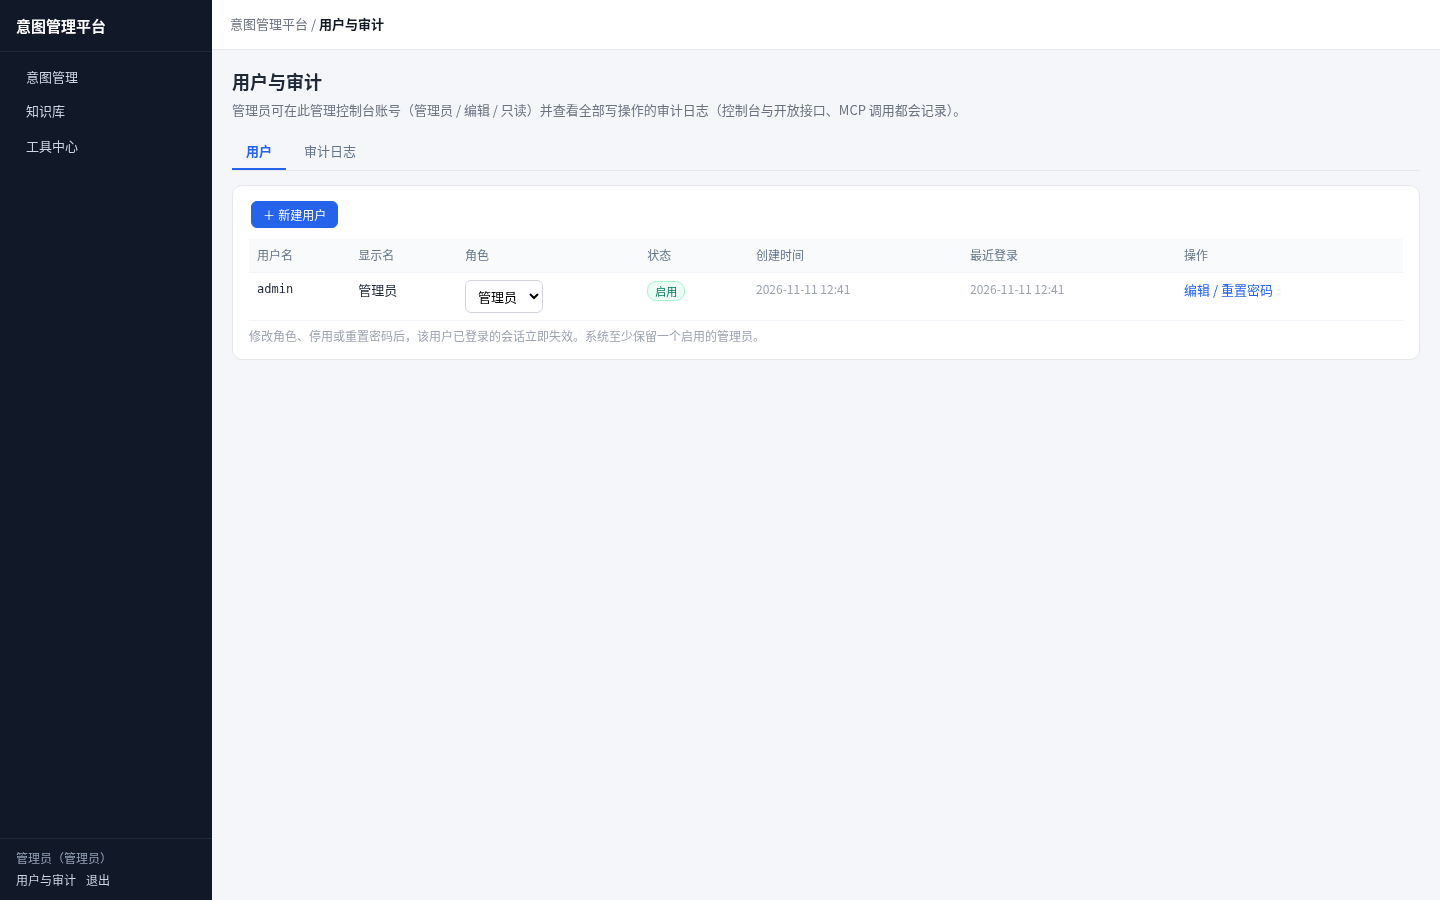 意图管理平台
意图管理
知识库
工具中心
管理员（管理员）
用户与审计 退出
意图管理平台 / 用户与审计
用户与审计
管理员可在此管理控制台账号（管理员 / 编辑 / 只读）并查看全部写操作的审计日志（控制台与开放接口、MCP 调用都会记录）。
用户 审计日志
＋ 新建用户
用户名 显示名 角色 状态 创建时间 最近登录 操作
admin 管理员 管理员 启用 2026-11-11 12:41 2026-11-11 12:41 编辑 / 重置密码
修改角色、停用或重置密码后，该用户已登录的会话立即失效。系统至少保留一个启用的管理员。